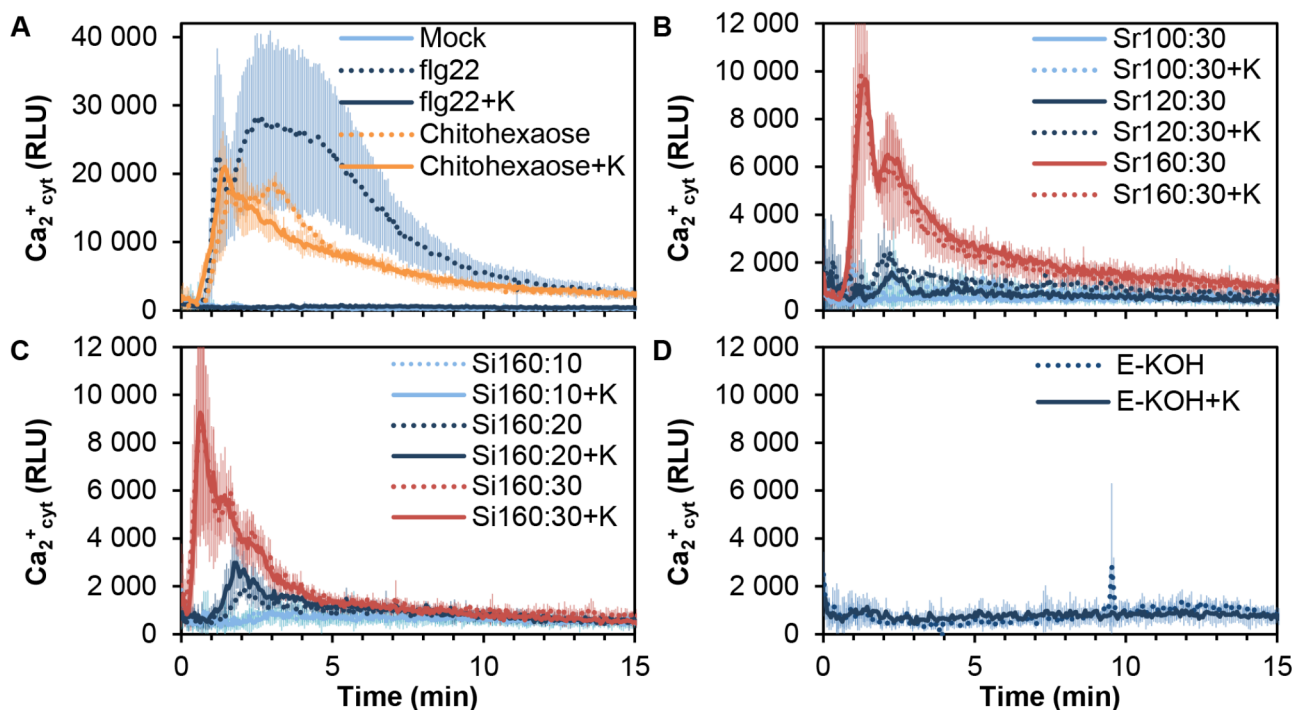 A
40 000
30 000
20 000
10 000
0
Ca2+cyt (RLU)
Mock
flg22
flg22+K
Chitohexaose
Chitohexaose+K
B
12 000
10 000
8 000
6 000
4 000
2 000
0
Ca2+cyt (RLU)
Sr100:30
Sr100:30+K
Sr120:30
Sr120:30+K
Sr160:30
Sr160:30+K
C
12 000
10 000
8 000
6 000
4 000
2 000
0
Ca2+cyt (RLU)
Si160:10
Si160:10+K
Si160:20
Si160:20+K
Si160:30
Si160:30+K
0 5 10 15
Time (min)
D
12 000
10 000
8 000
6 000
4 000
2 000
0
Ca2+cyt (RLU)
E-KOH
E-KOH+K
0 5 10 15
Time (min)